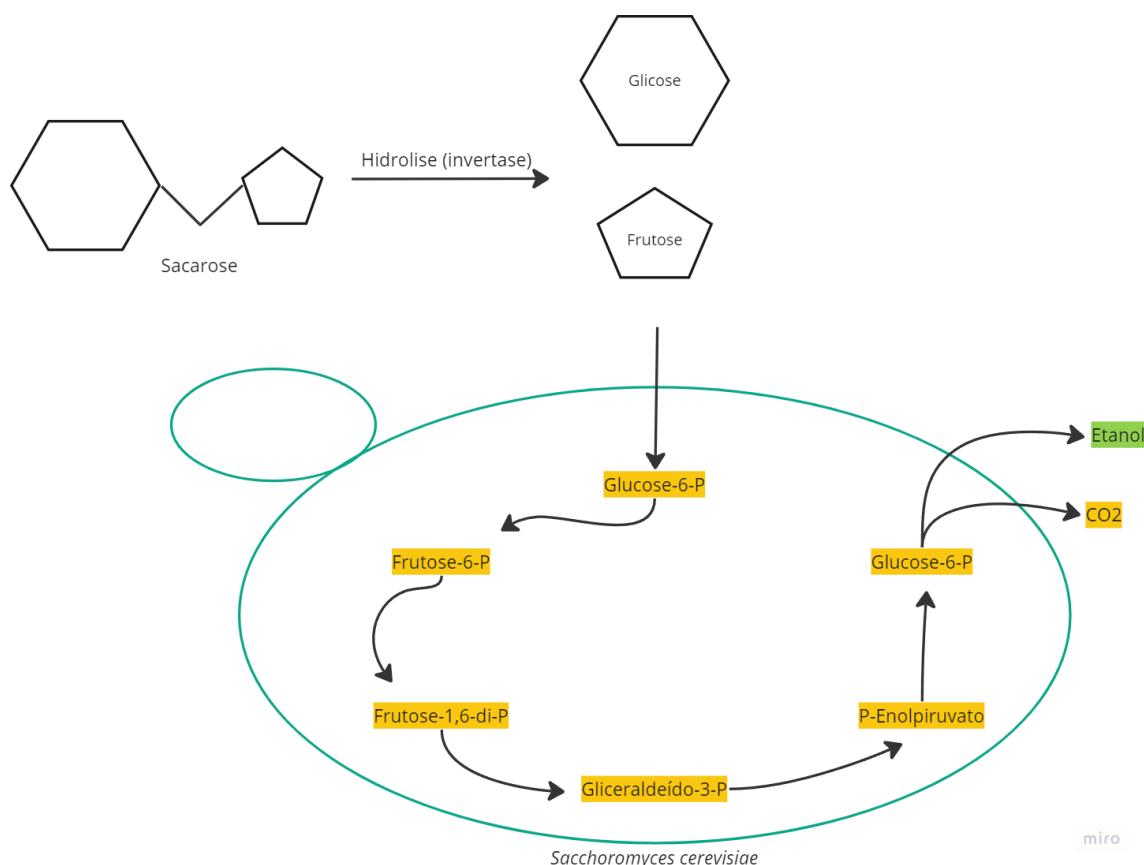 Glicose
Hidrolise (invertase)
Frutose
Sacarose
Etanol
Glucose-6-P
CO2
Frutose-6-P
Glucose-6-P
Frutose-1,6-di-P
P-Enolpiruvato
Gliceraldeído-3-P
miro
Sacchoromyces cerevisiae